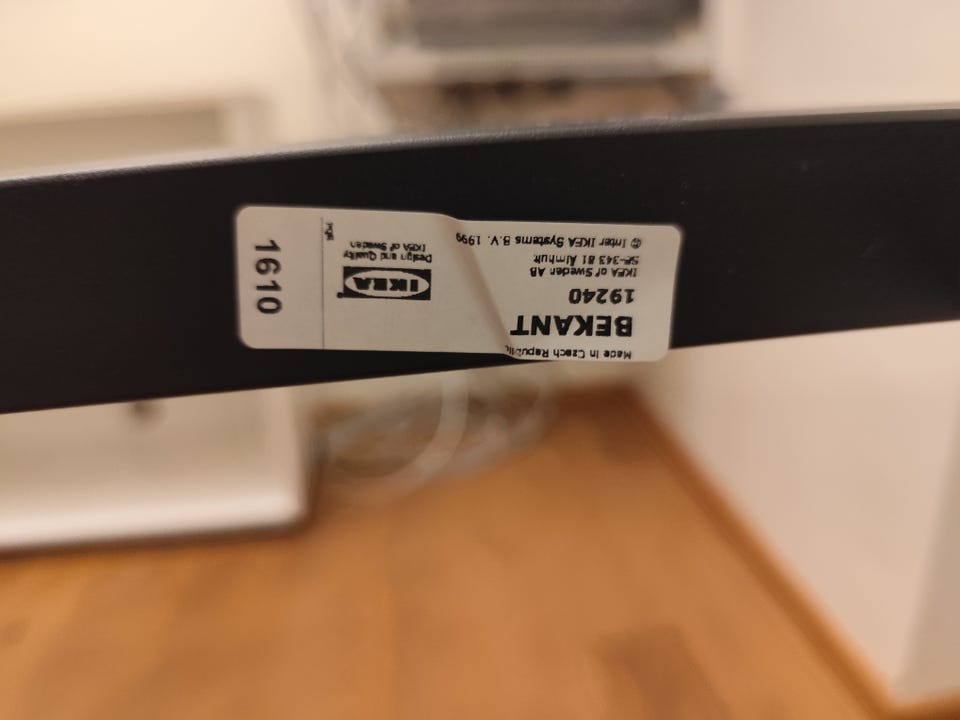 Made in Czech Republic
BEKANT
19240
IKEA of Sweden AB
SE-343 81 Älmhult
© Inter IKEA Systems B.V. 1999
IKEA
Design and Quality
IKEA of Sweden
1610